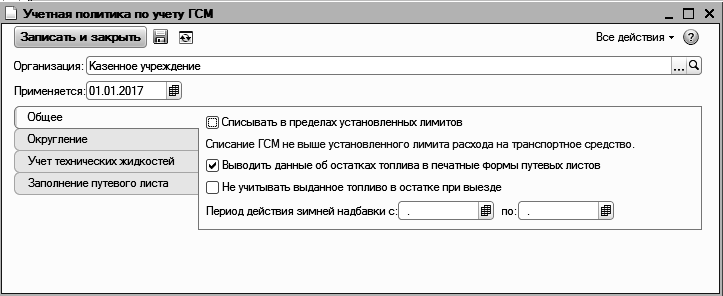 Учетная политика по учету ГСМ
Записать и закрыть Все действия ?
Организация: Казенное учреждение ...
Применяется: 01.01.2017
Общее
Округление
Учет технических жидкостей
Заполнение путевого листа
Списывать в пределах установленных лимитов
Списание ГСМ не выше установленного лимита расхода на транспортное средство.
Выводить данные об остатках топлива в печатные формы путевых листов
Не учитывать выданное топливо в остатке при выезде
Период действия зимней надбавки с: . по: .